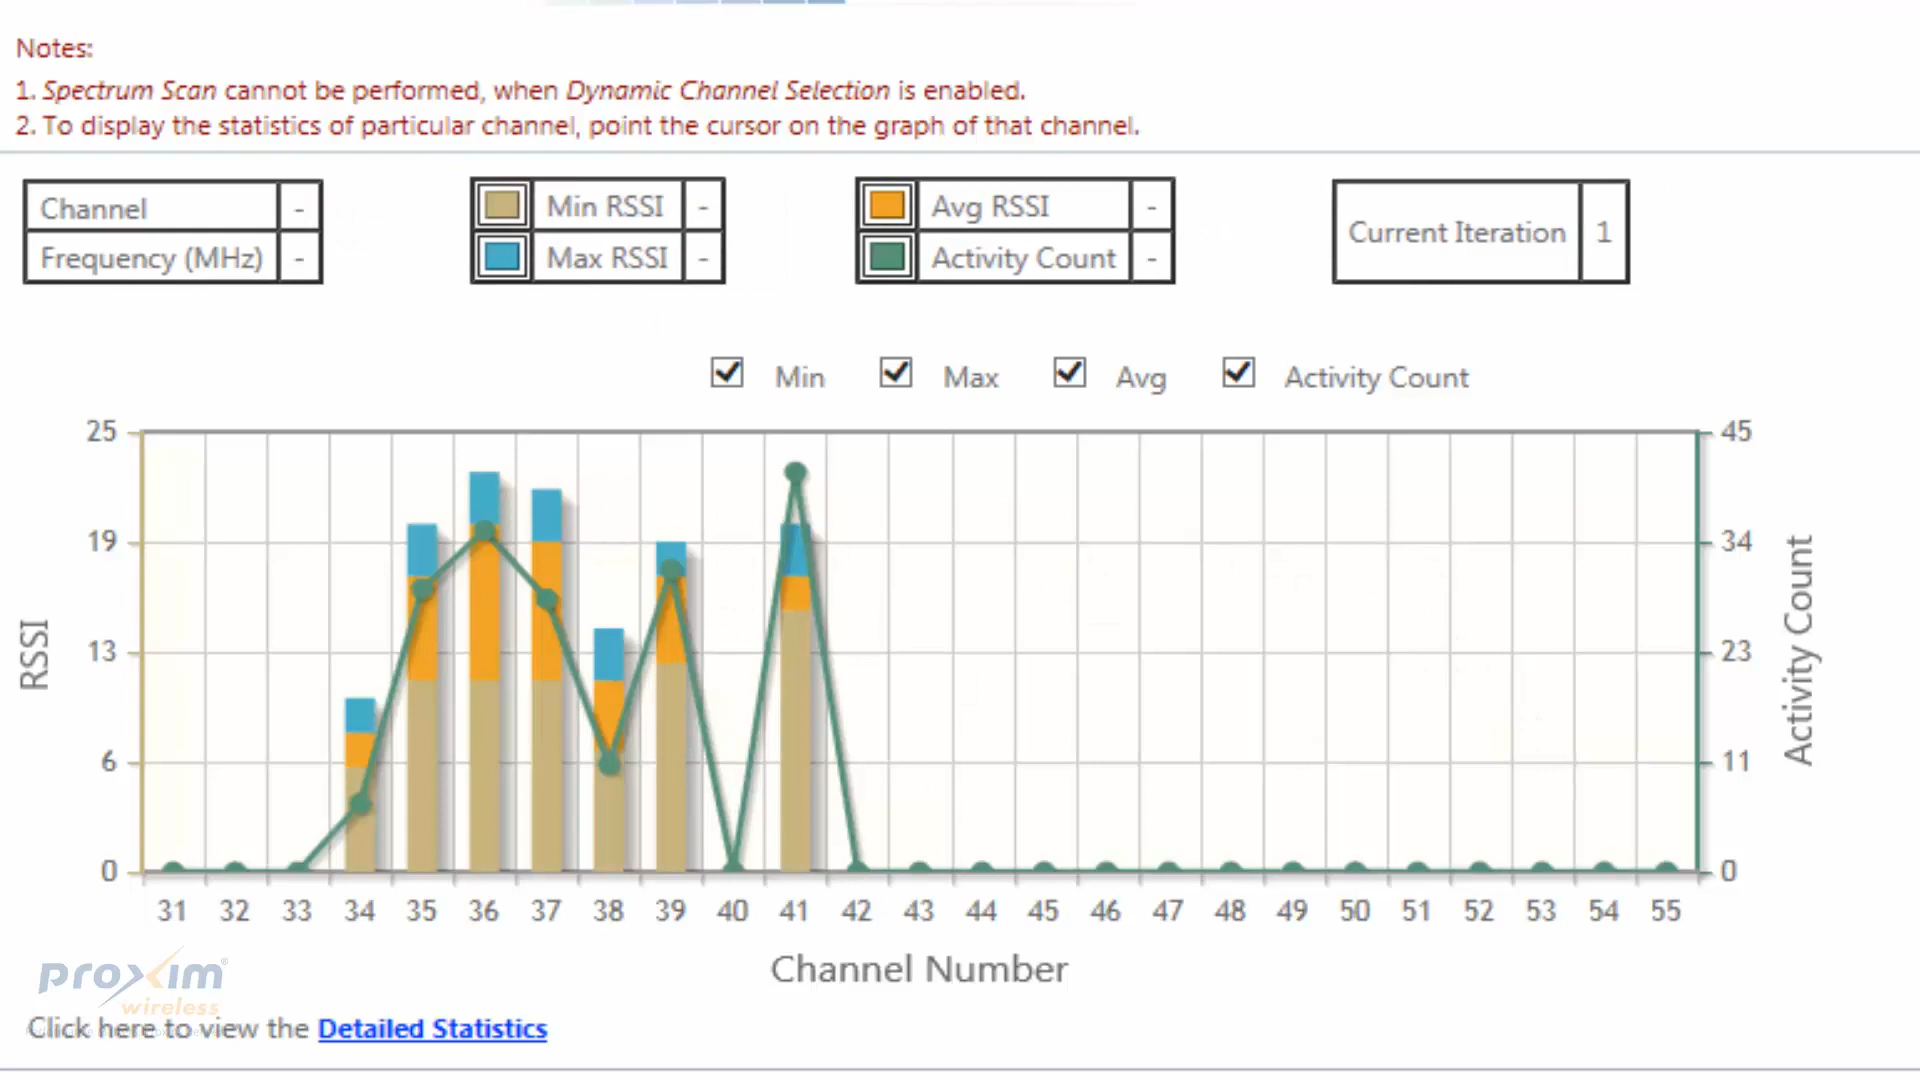 Notes:
1. Spectrum Scan cannot be performed, when Dynamic Channel Selection is enabled.
2. To display the statistics of particular channel, point the cursor on the graph of that channel.
Channel -
Frequency (MHz) -
Min RSSI -
Max RSSI -
Avg RSSI -
Activity Count -
Current Iteration 1
Min Max Avg Activity Count
25
19
13
6
0
RSSI
45
34
23
11
0
Activity Count
31 32 33 34 35 36 37 38 39 40 41 42 43 44 45 46 47 48 49 50 51 52 53 54 55
Channel Number
proxim®
wireless
Click here to view the Detailed Statistics